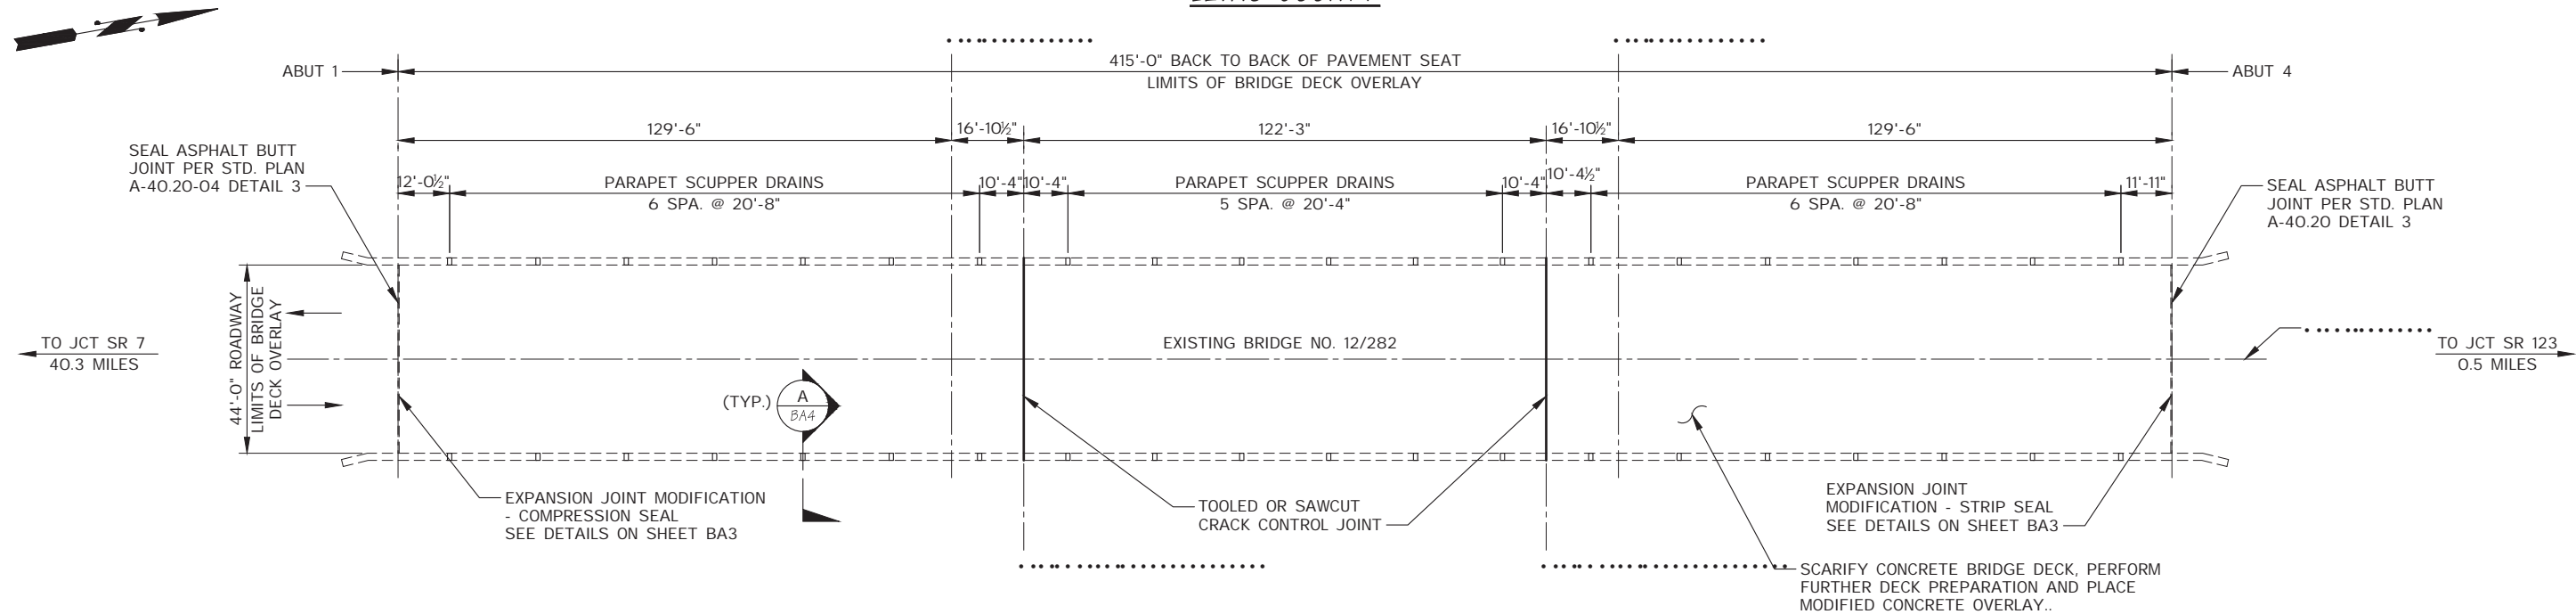 415'-0" BACK TO BACK OF PAVEMENT SEAT
LIMITS OF BRIDGE DECK OVERLAY
ABUT 1
ABUT 4
129'-6"
16'-10½"
122'-3"
16'-10½"
129'-6"
SEAL ASPHALT BUTT
JOINT PER STD. PLAN
A-40.20-04 DETAIL 3
12'-0½"
PARAPET SCUPPER DRAINS
6 SPA. @ 20'-8"
10'-4"
10'-4"
PARAPET SCUPPER DRAINS
5 SPA. @ 20'-4"
10'-4"
10'-4½"
PARAPET SCUPPER DRAINS
6 SPA. @ 20'-8"
11'-11"
SEAL ASPHALT BUTT
JOINT PER STD. PLAN
A-40.20 DETAIL 3
44'-0" ROADWAY
LIMITS OF BRIDGE
DECK OVERLAY
TO JCT SR 7
40.3 MILES
EXISTING BRIDGE NO. 12/282
TO JCT SR 123
0.5 MILES
(TYP.)
A
BA4
EXPANSION JOINT MODIFICATION
- COMPRESSION SEAL
SEE DETAILS ON SHEET BA3
TOOLED OR SAWCUT
CRACK CONTROL JOINT
EXPANSION JOINT
MODIFICATION - STRIP SEAL
SEE DETAILS ON SHEET BA3
SCARIFY CONCRETE BRIDGE DECK, PERFORM
FURTHER DECK PREPARATION AND PLACE
MODIFIED CONCRETE OVERLAY..